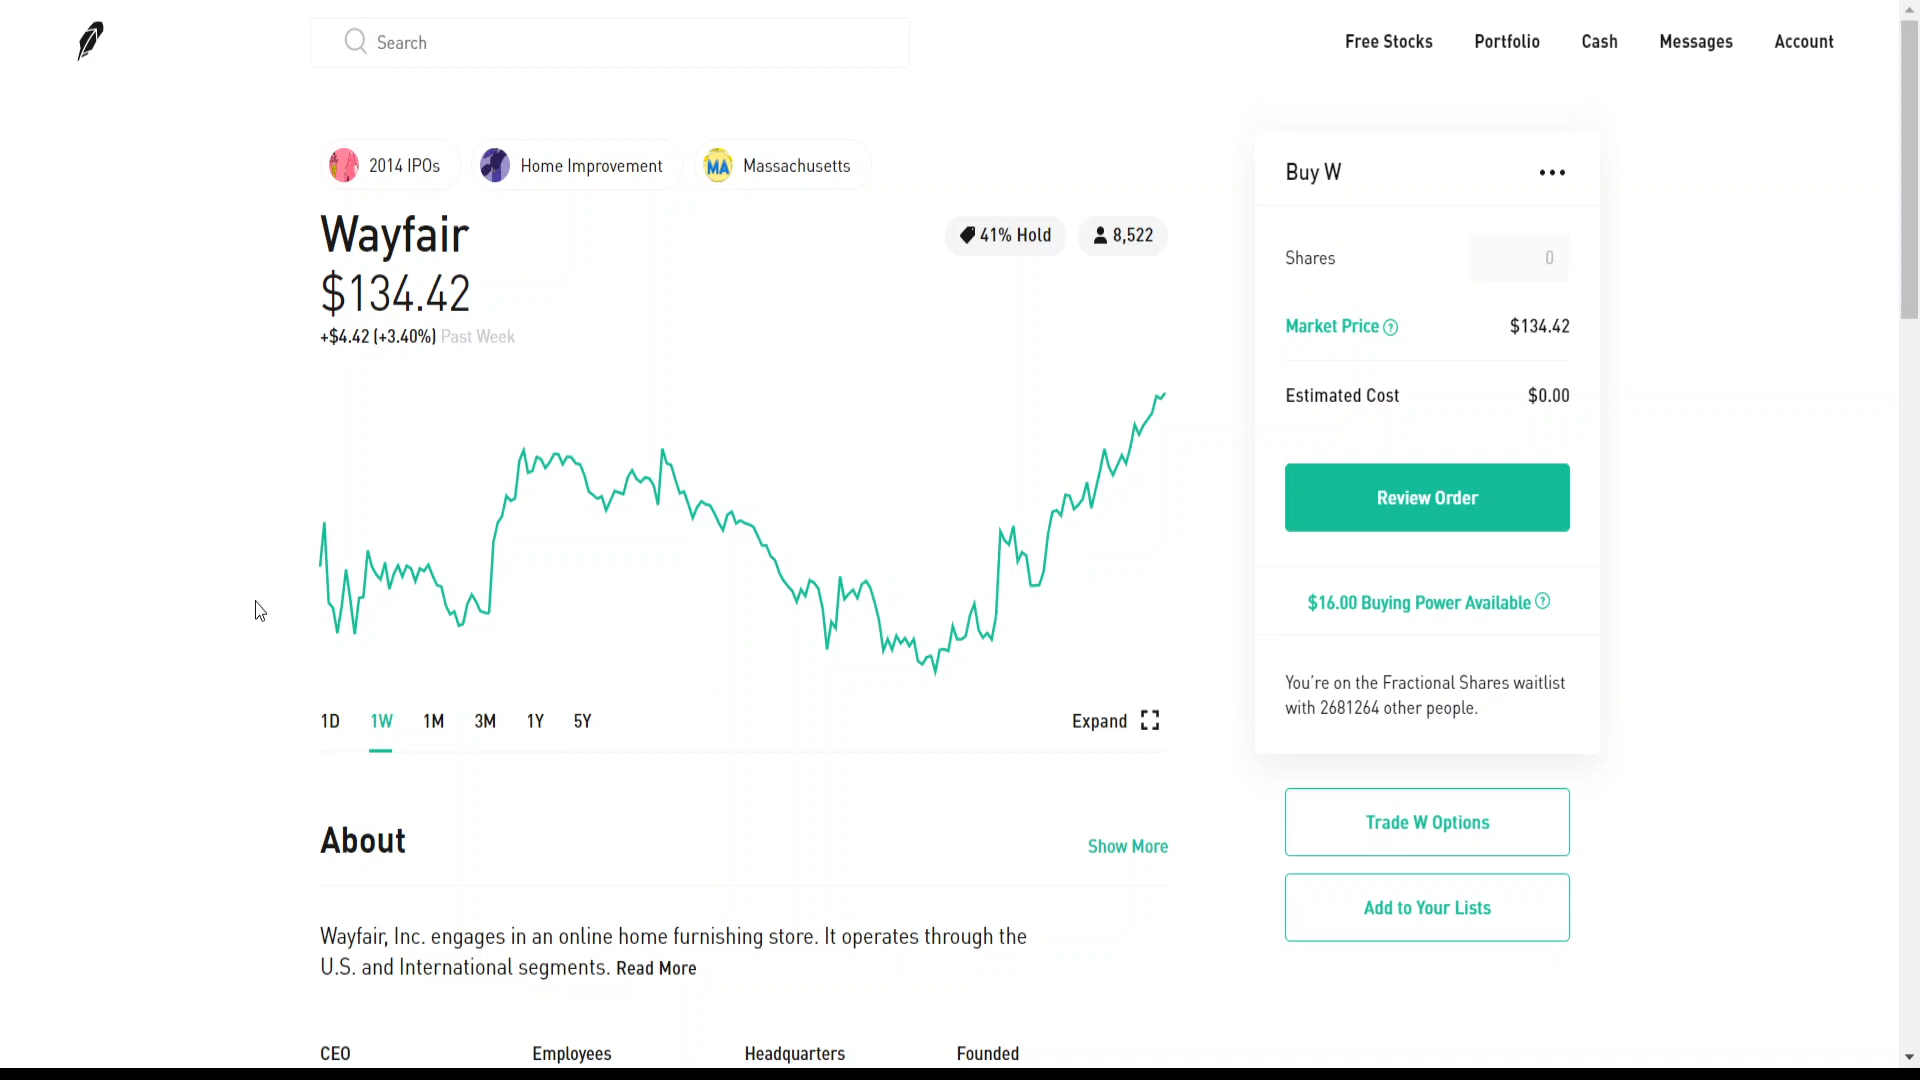 Search
Free Stocks
Portfolio
Cash
Messages
Account
2014 IPOs
Home Improvement
MA
Massachusetts
Wayfair
41% Hold
8,522
$134.42
+$4.42 (+3.40%) Past Week
1D
1W
1M
3M
1Y
5Y
Expand
About
Show More
Wayfair, Inc. engages in an online home furnishing store. It operates through the
U.S. and International segments. Read More
CEO
Employees
Headquarters
Founded
Buy W
Shares
0
Market Price ?
$134.42
Estimated Cost
$0.00
Review Order
$16.00 Buying Power Available ?
You're on the Fractional Shares waitlist
with 2681264 other people.
Trade W Options
Add to Your Lists